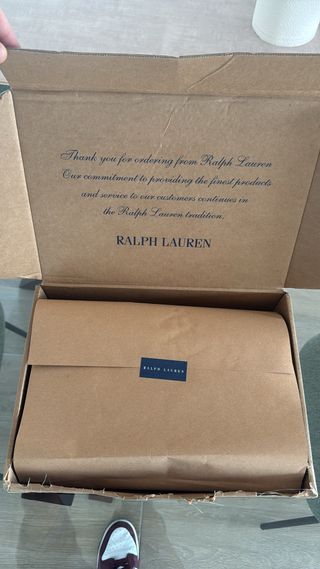 Thank you for ordering from Ralph Lauren
Our commitment to providing the finest products
and service to our customers continues in
the Ralph Lauren tradition.
RALPH LAUREN
RALPH LAUREN